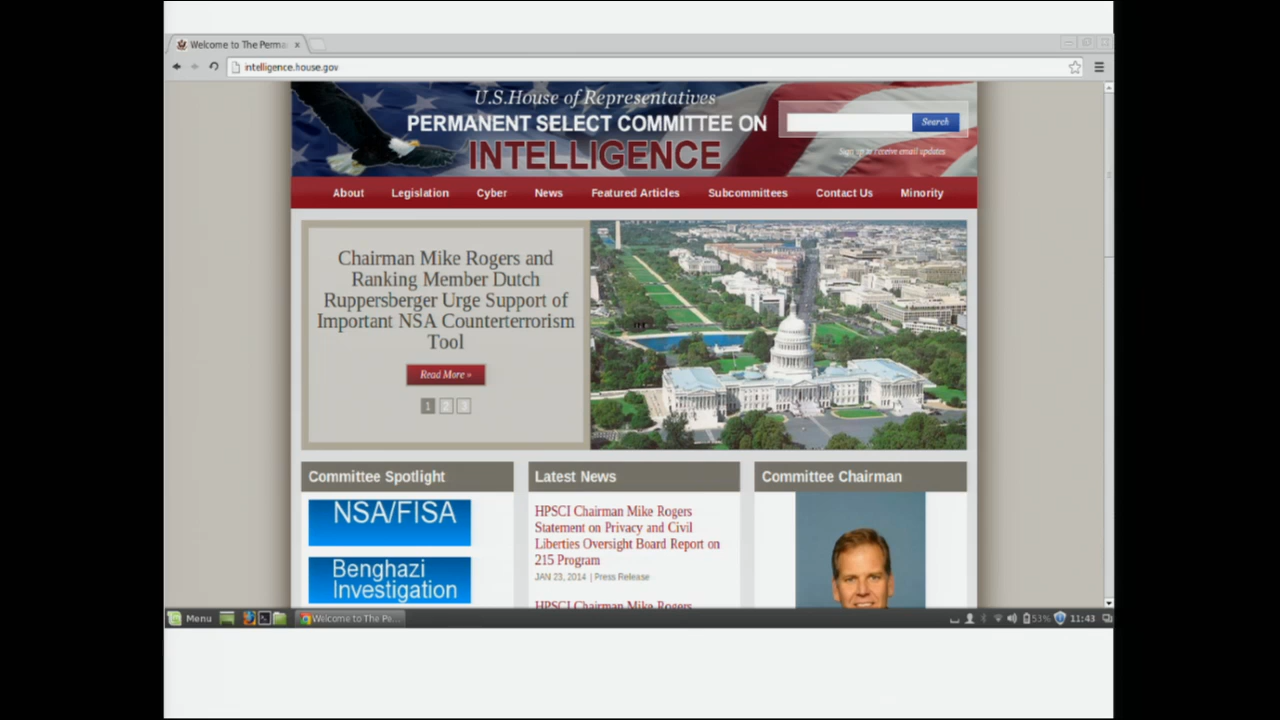 Welcome to The Perma
intelligence.house.gov
U.S.House of Representatives
PERMANENT SELECT COMMITTEE ON
INTELLIGENCE
Search
Sign up to receive email updates
About Legislation Cyber News Featured Articles Subcommittees Contact Us Minority
Chairman Mike Rogers and
Ranking Member Dutch
Ruppersberger Urge Support of
Important NSA Counterterrorism
Tool
Read More »
1 2 3
Committee Spotlight
NSA/FISA
Benghazi
Investigation
Latest News
HPSCI Chairman Mike Rogers
Statement on Privacy and Civil
Liberties Oversight Board Report on
215 Program
JAN 23, 2014 | Press Release
HPSCI Chairman Mike Rogers
Committee Chairman
Menu Welcome to The Pe... 53% 11:43